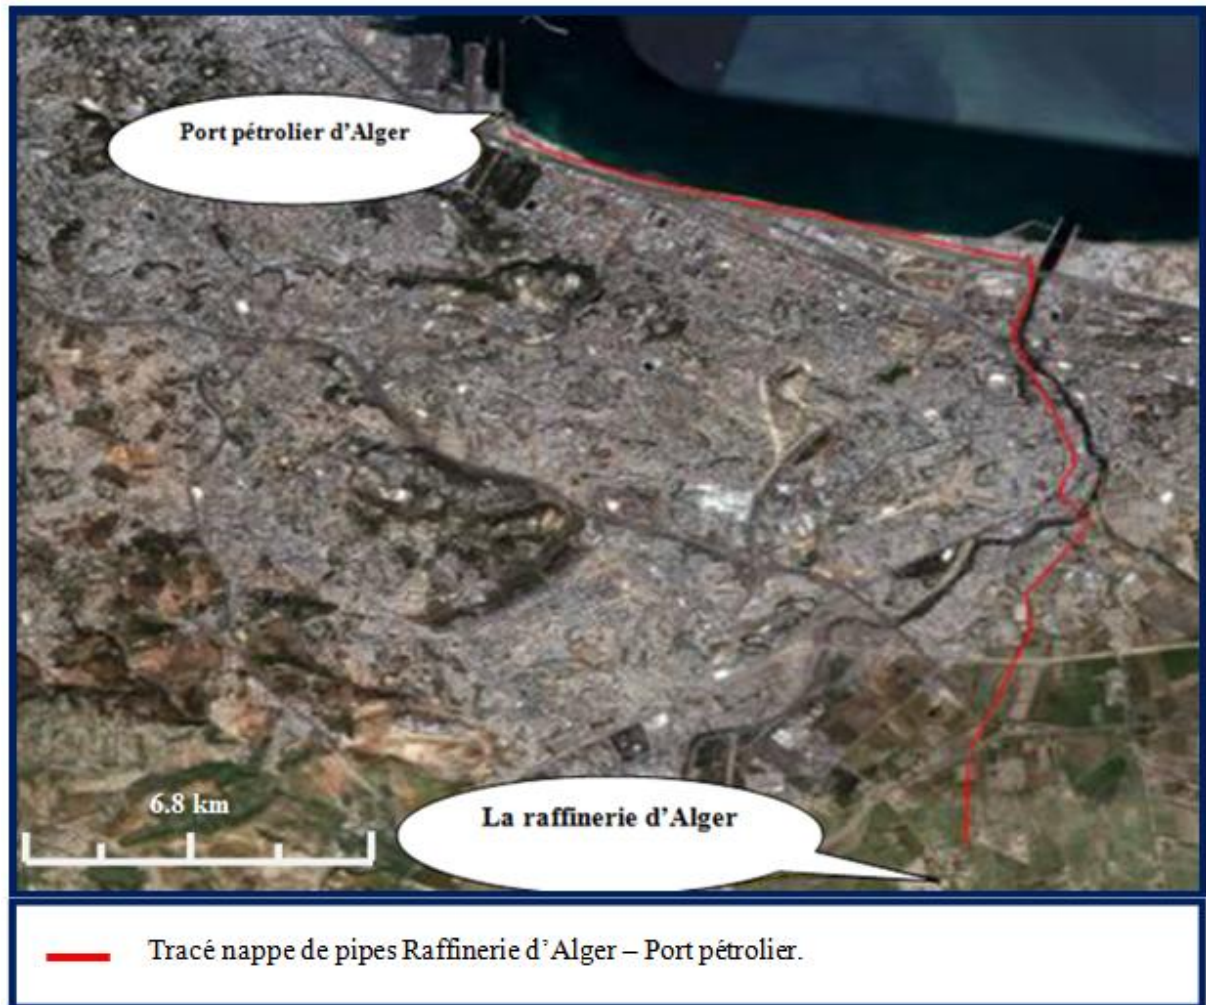 Port pétrolier d’Alger
6.8 km
La raffinerie d’Alger
Tracé nappe de pipes Raffinerie d’Alger – Port pétrolier.